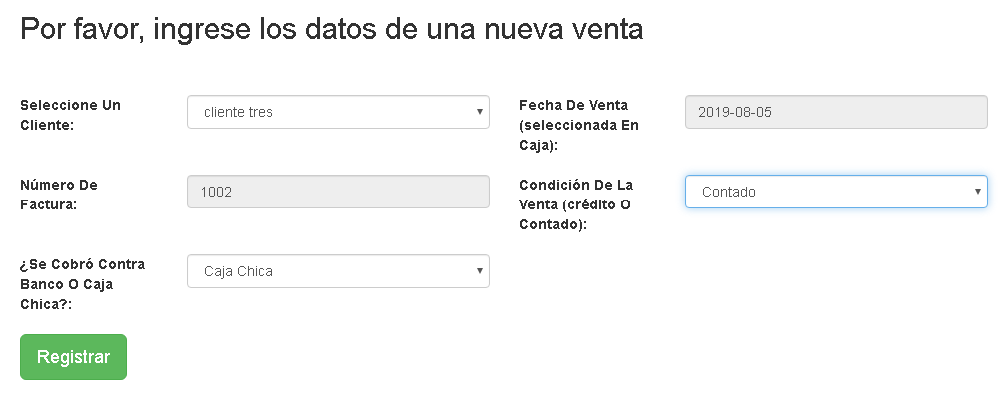 Por favor, ingrese los datos de una nueva venta
Seleccione Un
Cliente:
cliente tres
Fecha De Venta
(seleccionada En
Caja):
2019-08-05
Número De
Factura:
1002
Condición De La
Venta (crédito O
Contado):
Contado
¿Se Cobró Contra
Banco O Caja
Chica?:
Caja Chica
Registrar